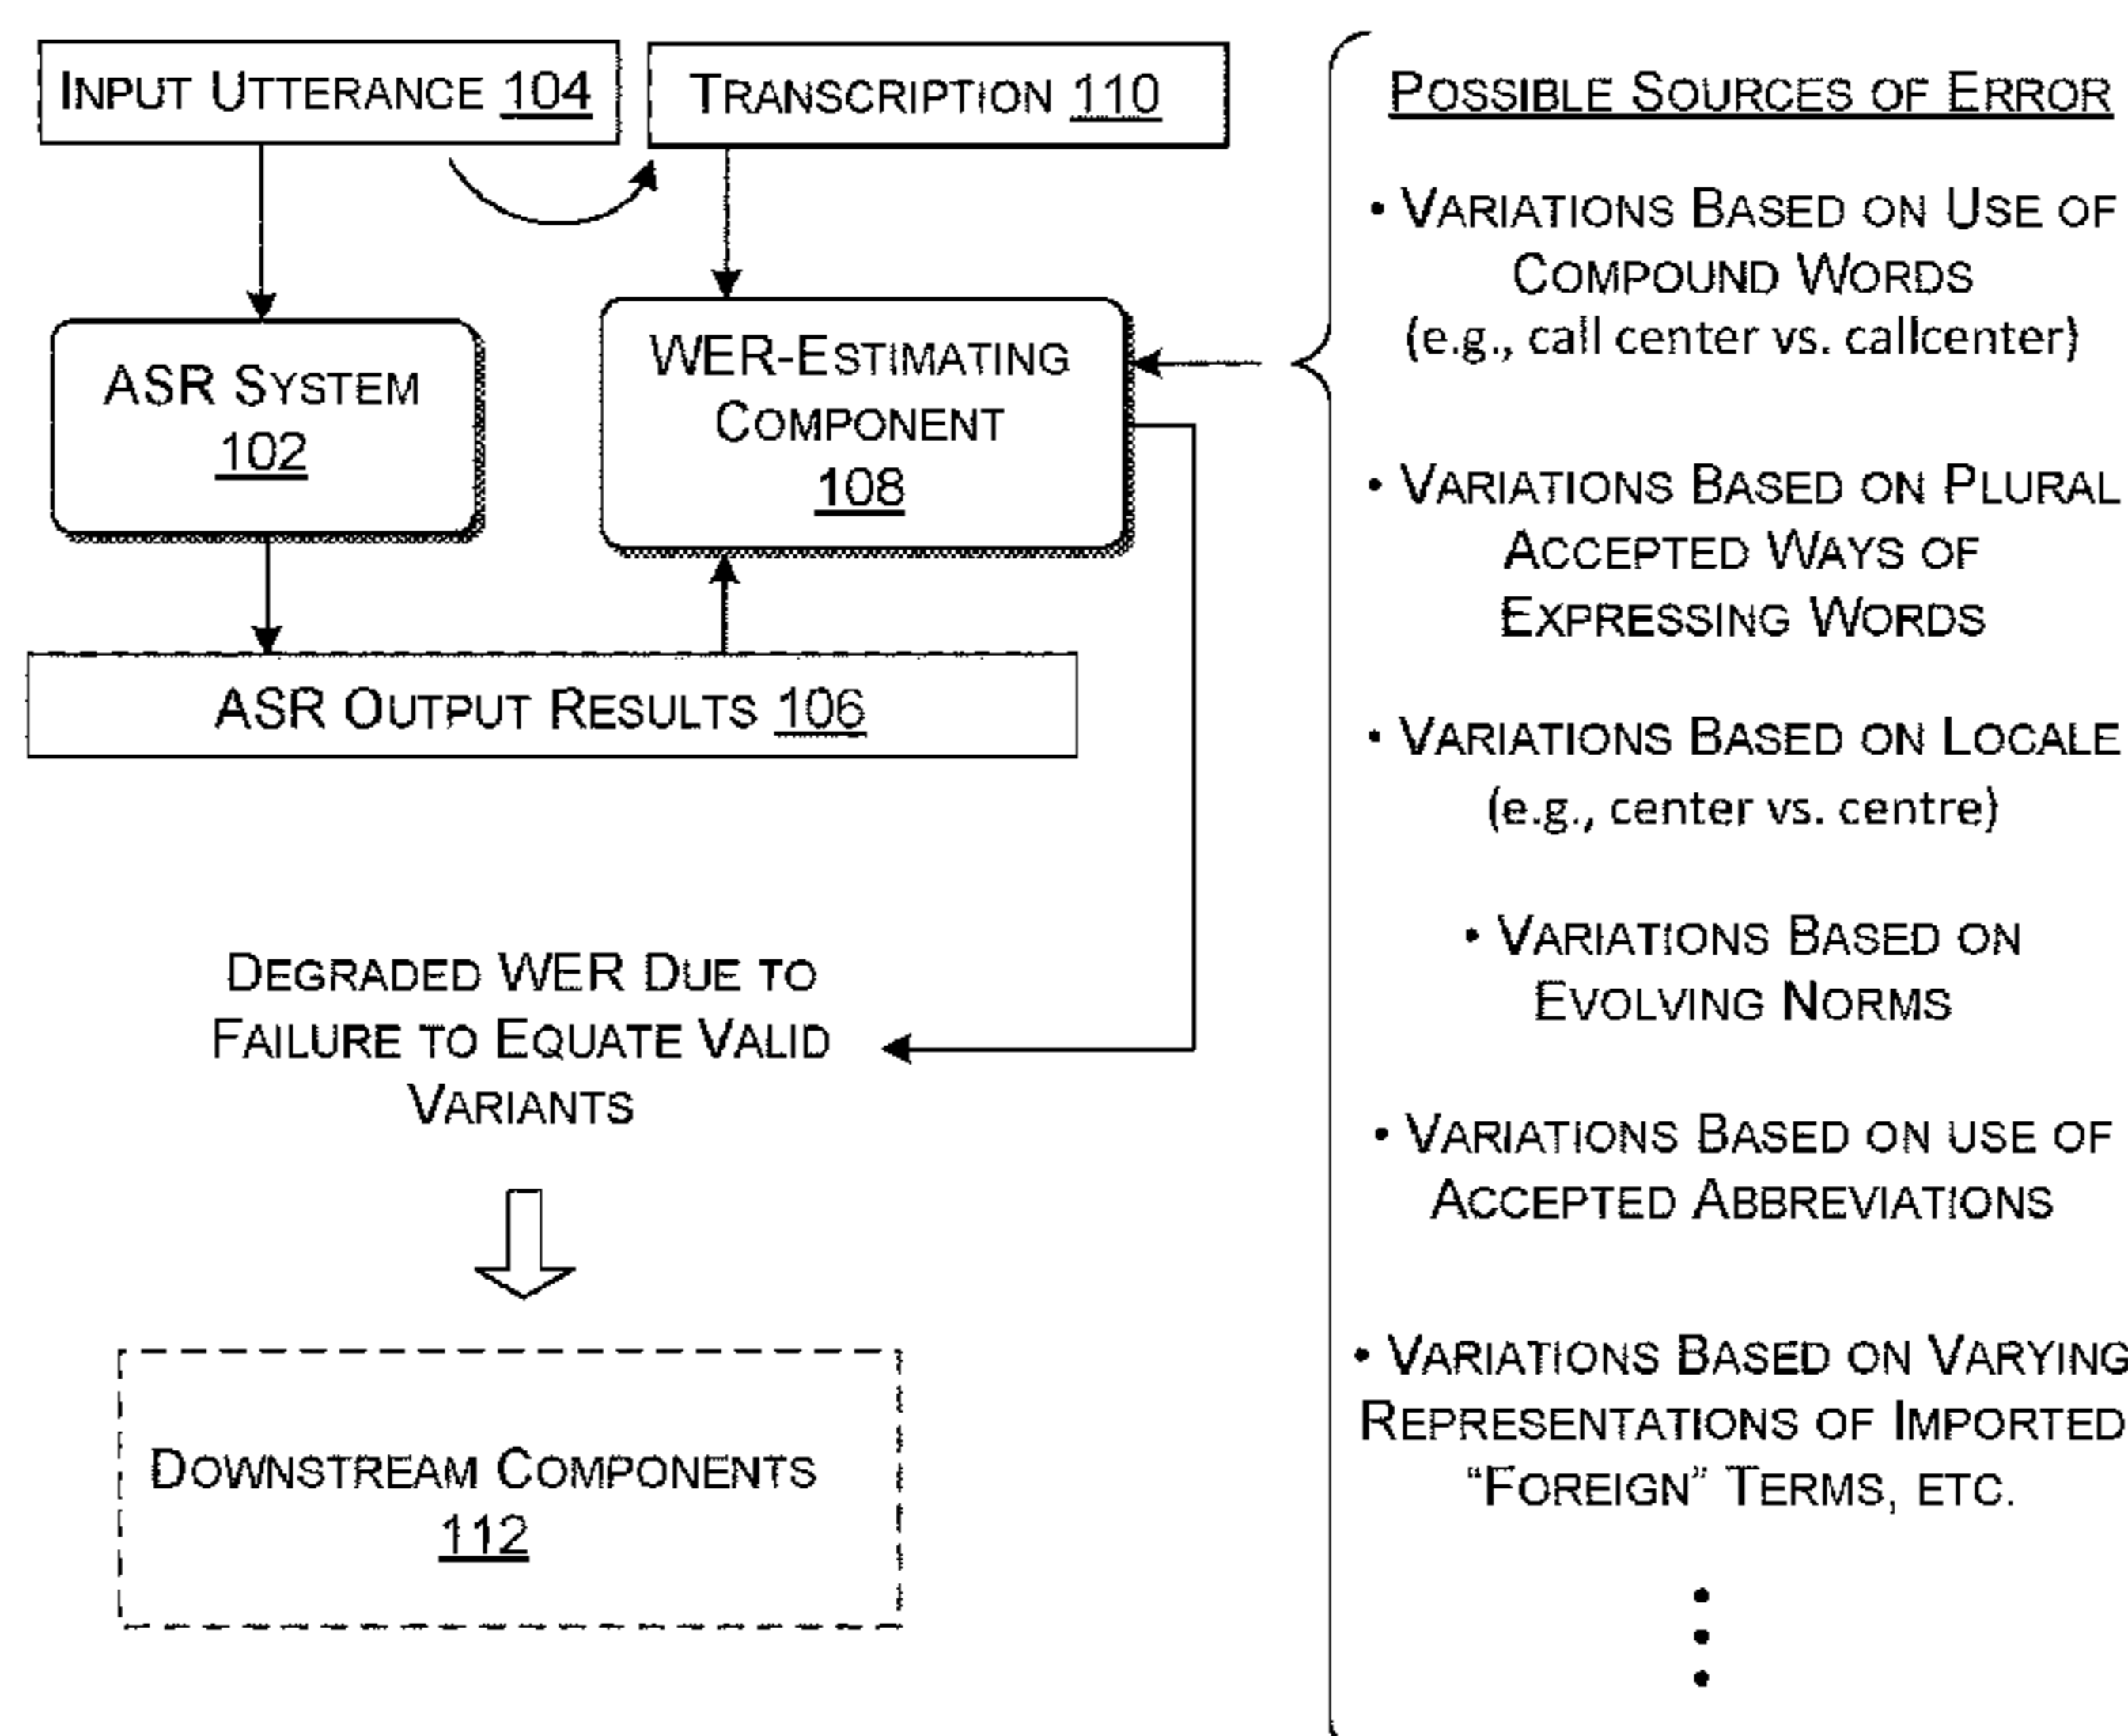 INPUT UTTERANCE 104
TRANSCRIPTION 110
ASR SYSTEM
102
WER-ESTIMATING
COMPONENT
108
ASR OUTPUT RESULTS 106
DEGRADED WER DUE TO
FAILURE TO EQUATE VALID
VARIANTS
DOWNSTREAM COMPONENTS
112
POSSIBLE SOURCES OF ERROR
• VARIATIONS BASED ON USE OF
COMPOUND WORDS
(e.g., call center vs. callcenter)
• VARIATIONS BASED ON PLURAL
ACCEPTED WAYS OF
EXPRESSING WORDS
• VARIATIONS BASED ON LOCALE
(e.g., center vs. centre)
• VARIATIONS BASED ON
EVOLVING NORMS
• VARIATIONS BASED ON USE OF
ACCEPTED ABBREVIATIONS
• VARIATIONS BASED ON VARYING
REPRESENTATIONS OF IMPORTED
“FOREIGN” TERMS, ETC.